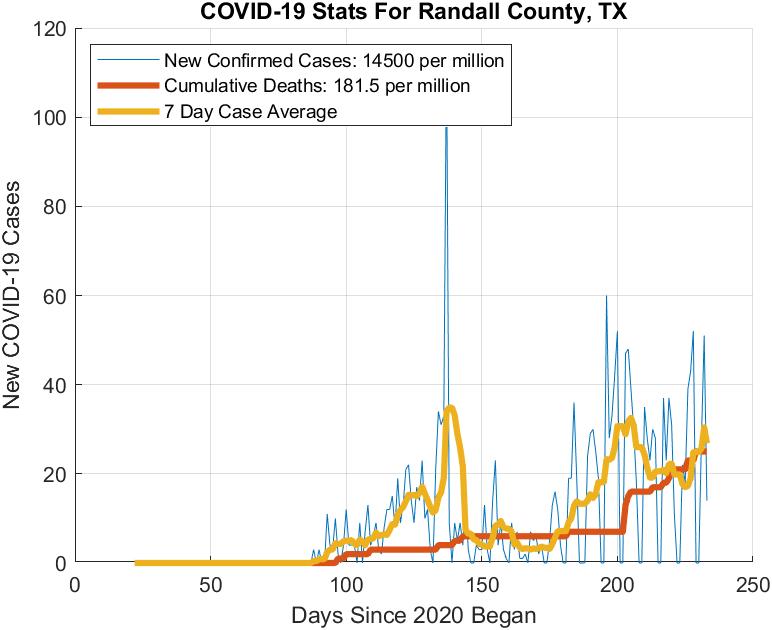 COVID-19 Stats For Randall County, TX
120
New Confirmed Cases: 14500 per million
Cumulative Deaths: 181.5 per million
7 Day Case Average
100
80
60
40
20
0
New COVID-19 Cases
0 50 100 150 200 250
Days Since 2020 Began